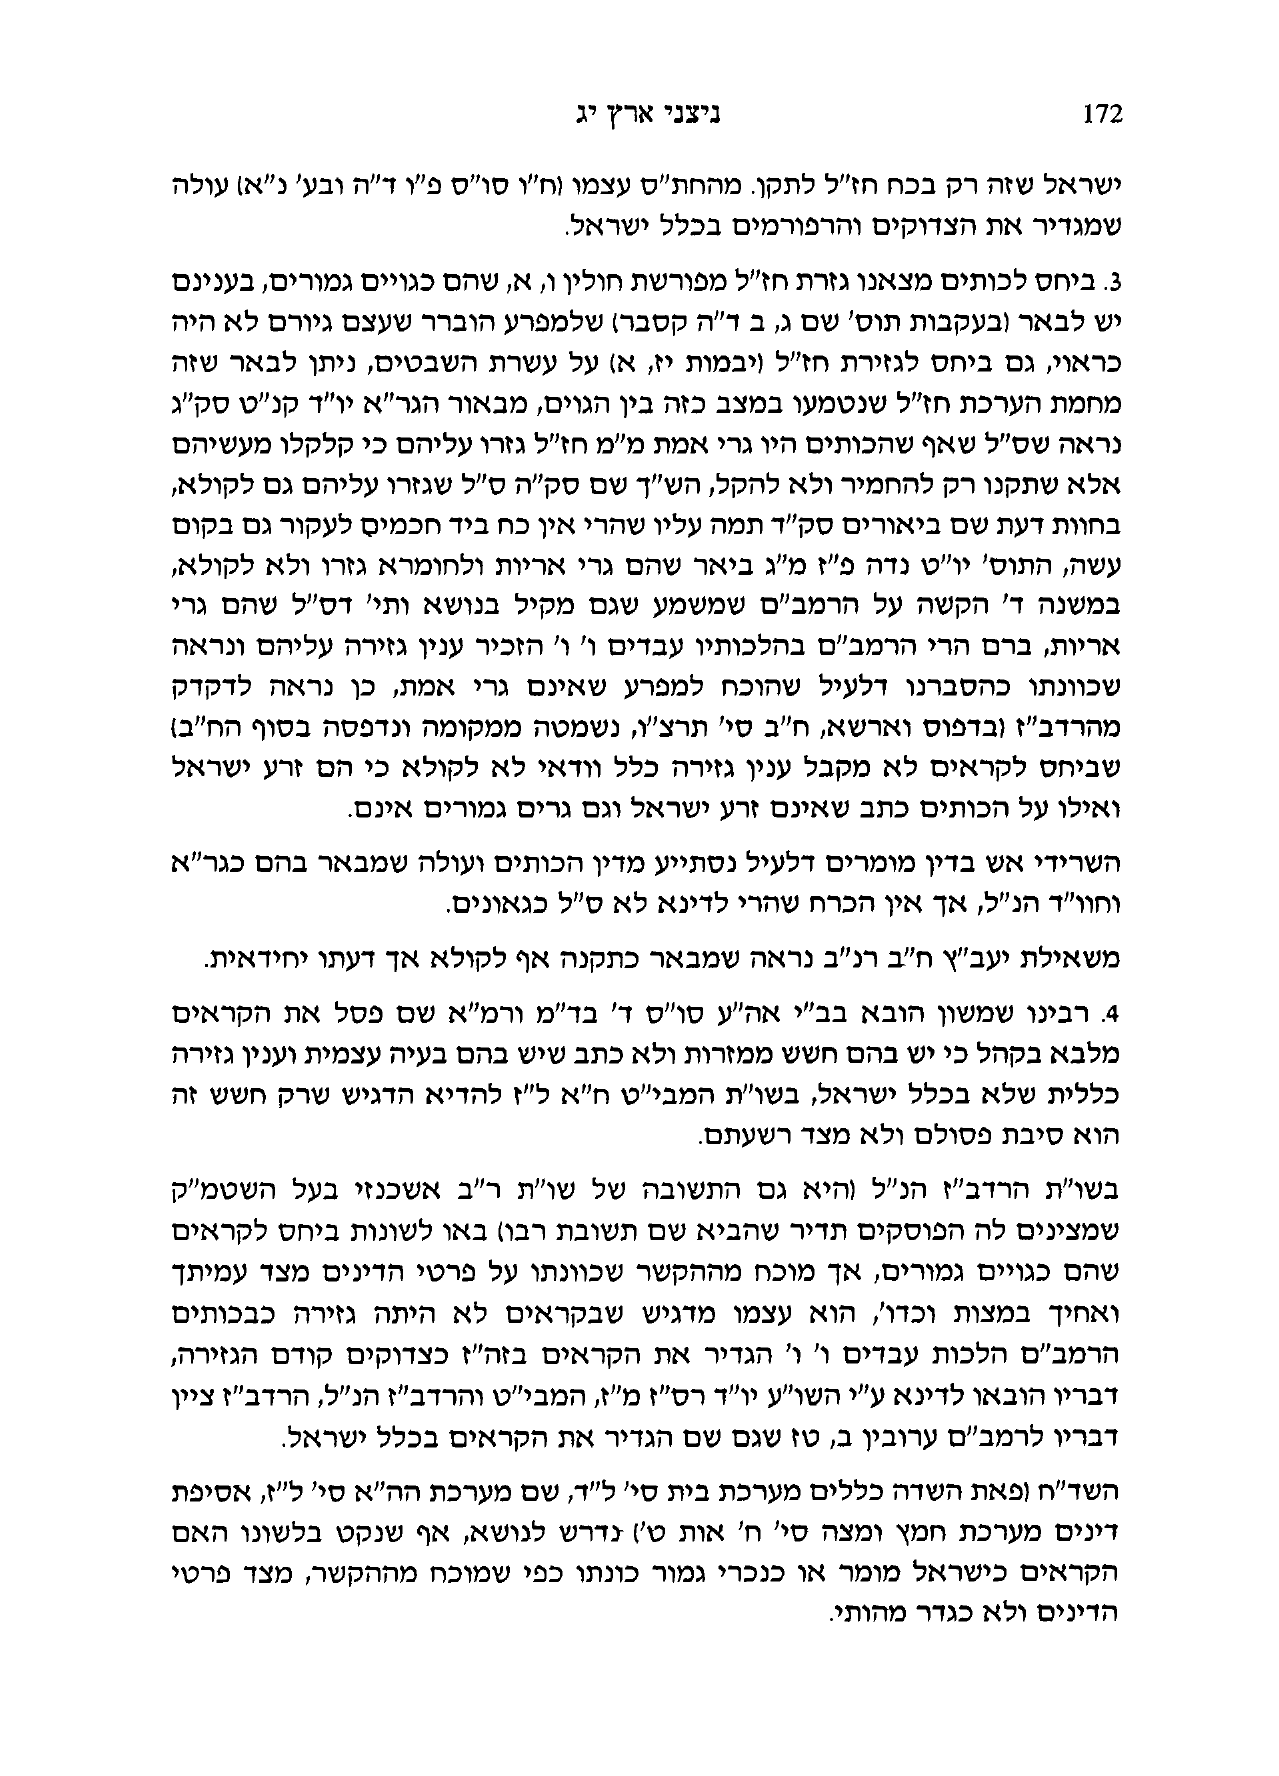 172
ניצני ארץ יג
ישראל שזה רק בכח חז"ל לתקן. מהחת"ס עצמו (ח"ו סו"ס פ"ו ד"ה ובע' נ"א) עולה
שמגדיר את הצדוקים והרפורמים בכלל ישראל.
3. ביחס לכותים מצאנו גזרת חז"ל מפורשת חולין ו, א, שהם כגויים גמורים, בענינם
יש לבאר (בעקבות תוס' שם ג, ב ד"ה קסבר) שלמפרע הוברר שעצם גיורם לא היה
כראוי, גם ביחס לגזירת חז"ל (יבמות יז, א) על עשרת השבטים, ניתן לבאר שזה
מחמת הערכת חז"ל שנטמעו במצב כזה בין הגוים, מבאור הגר"א יו"ד קנ"ט סק"ג
נראה שס"ל שאף שהכותים היו גרי אמת מ"מ חז"ל גזרו עליהם כי קלקלו מעשיהם
אלא שתקנו רק להחמיר ולא להקל, הש"ך שם סק"ה ס"ל שגזרו עליהם גם לקולא,
בחוות דעת שם ביאורים סק"ד תמה עליו שהרי אין כח ביד חכמים לעקור גם בקום
עשה, התוס' יו"ט נדה פ"ז מ"ג ביאר שהם גרי אריות ולחומרא גזרו ולא לקולא,
במשנה ד' הקשה על הרמב"ם שמשמע שגם מקיל בנושא ותי' דס"ל שהם גרי
אריות, ברם הרי הרמב"ם בהלכותיו עבדים ו' ו' הזכיר ענין גזירה עליהם ונראה
שכוונתו כהסברנו דלעיל שהוכח למפרע שאינם גרי אמת, כן נראה לדקדק
מהרדב"ז (בדפוס וארשא, ח"ב סי' תרצ"ו, נשמטה ממקומה ונדפסה בסוף הח"ב)
שביחס לקראים לא מקבל ענין גזירה כלל וודאי לא לקולא כי הם זרע ישראל
ואילו על הכותים כתב שאינם זרע ישראל וגם גרים גמורים אינם.
השרידי אש בדין מומרים דלעיל נסתייע מדין הכותים ועולה שמבאר בהם כגר"א
וחוו"ד הנ"ל, אך אין הכרח שהרי לדינא לא ס"ל כגאונים.
משאילת יעב"ץ ח"ב רנ"ב נראה שמבאר כתקנה אף לקולא אך דעתו יחידאית.
4. רבינו שמשון הובא בב"י אה"ע סו"ס ד' בד"מ ורמ"א שם פסל את הקראים
מלבא בקהל כי יש בהם חשש ממזרות ולא כתב שיש בהם בעיה עצמית וענין גזירה
כללית שלא בכלל ישראל, בשו"ת המבי"ט ח"א ל"ז להדיא הדגיש שרק חשש זה
הוא סיבת פסולם ולא מצד רשעתם.
בשו"ת הרדב"ז הנ"ל (היא גם התשובה של שו"ת ר"ב אשכנזי בעל השטמ"ק
שמצינים לה הפוסקים תדיר שהביא שם תשובת רבו) באו לשונות ביחס לקראים
שהם כגויים גמורים, אך מוכח מההקשר שכוונתו על פרטי הדינים מצד עמיתך
ואחיך במצות וכדו', הוא עצמו מדגיש שבקראים לא היתה גזירה כבכותים
הרמב"ם הלכות עבדים ו' ו' הגדיר את הקראים בזה"ז כצדוקים קודם הגזירה,
דבריו הובאו לדינא ע"י השו"ע יו"ד רס"ז מ"ז, המבי"ט והרדב"ז הנ"ל, הרדב"ז ציין
דבריו לרמב"ם ערובין ב, טז שגם שם הגדיר את הקראים בכלל ישראל.
השד"ח (פאת השדה כללים מערכת בית סי' ל"ד, שם מערכת הה"א סי' ל"ז, אסיפת
דינים מערכת חמץ ומצה סי' ח' אות ט') נדרש לנושא, אף שנקט בלשונו האם
הקראים כישראל מומר או כנכרי גמור כונתו כפי שמוכח מההקשר, מצד פרטי
הדינים ולא כגדר מהותי.